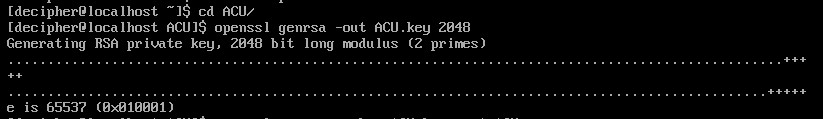 [decipher@localhost ~]$ cd ACU/
[decipher@localhost ACU]$ openssl genrsa -out ACU.key 2048
Generating RSA private key, 2048 bit long modulus (2 primes)
.................................................................................................+++
++
...............................................................................................+++++
e is 65537 (0x010001)